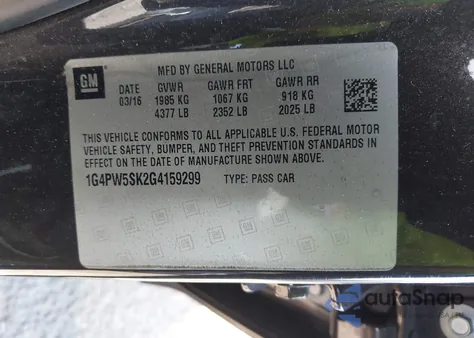 MFD BY GENERAL MOTORS LLC
GM
DATE GVWR GAWR FRT GAWR RR
03/16 1985 KG 1067 KG 918 KG
4377 LB 2352 LB 2025 LB
THIS VEHICLE CONFORMS TO ALL APPLICABLE U.S. FEDERAL MOTOR
VEHICLE SAFETY, BUMPER, AND THEFT PREVENTION STANDARDS IN
EFFECT ON THE DATE OF MANUFACTURE SHOWN ABOVE.
1G4PW5SK2G4159299 TYPE: PASS CAR
autoSnap